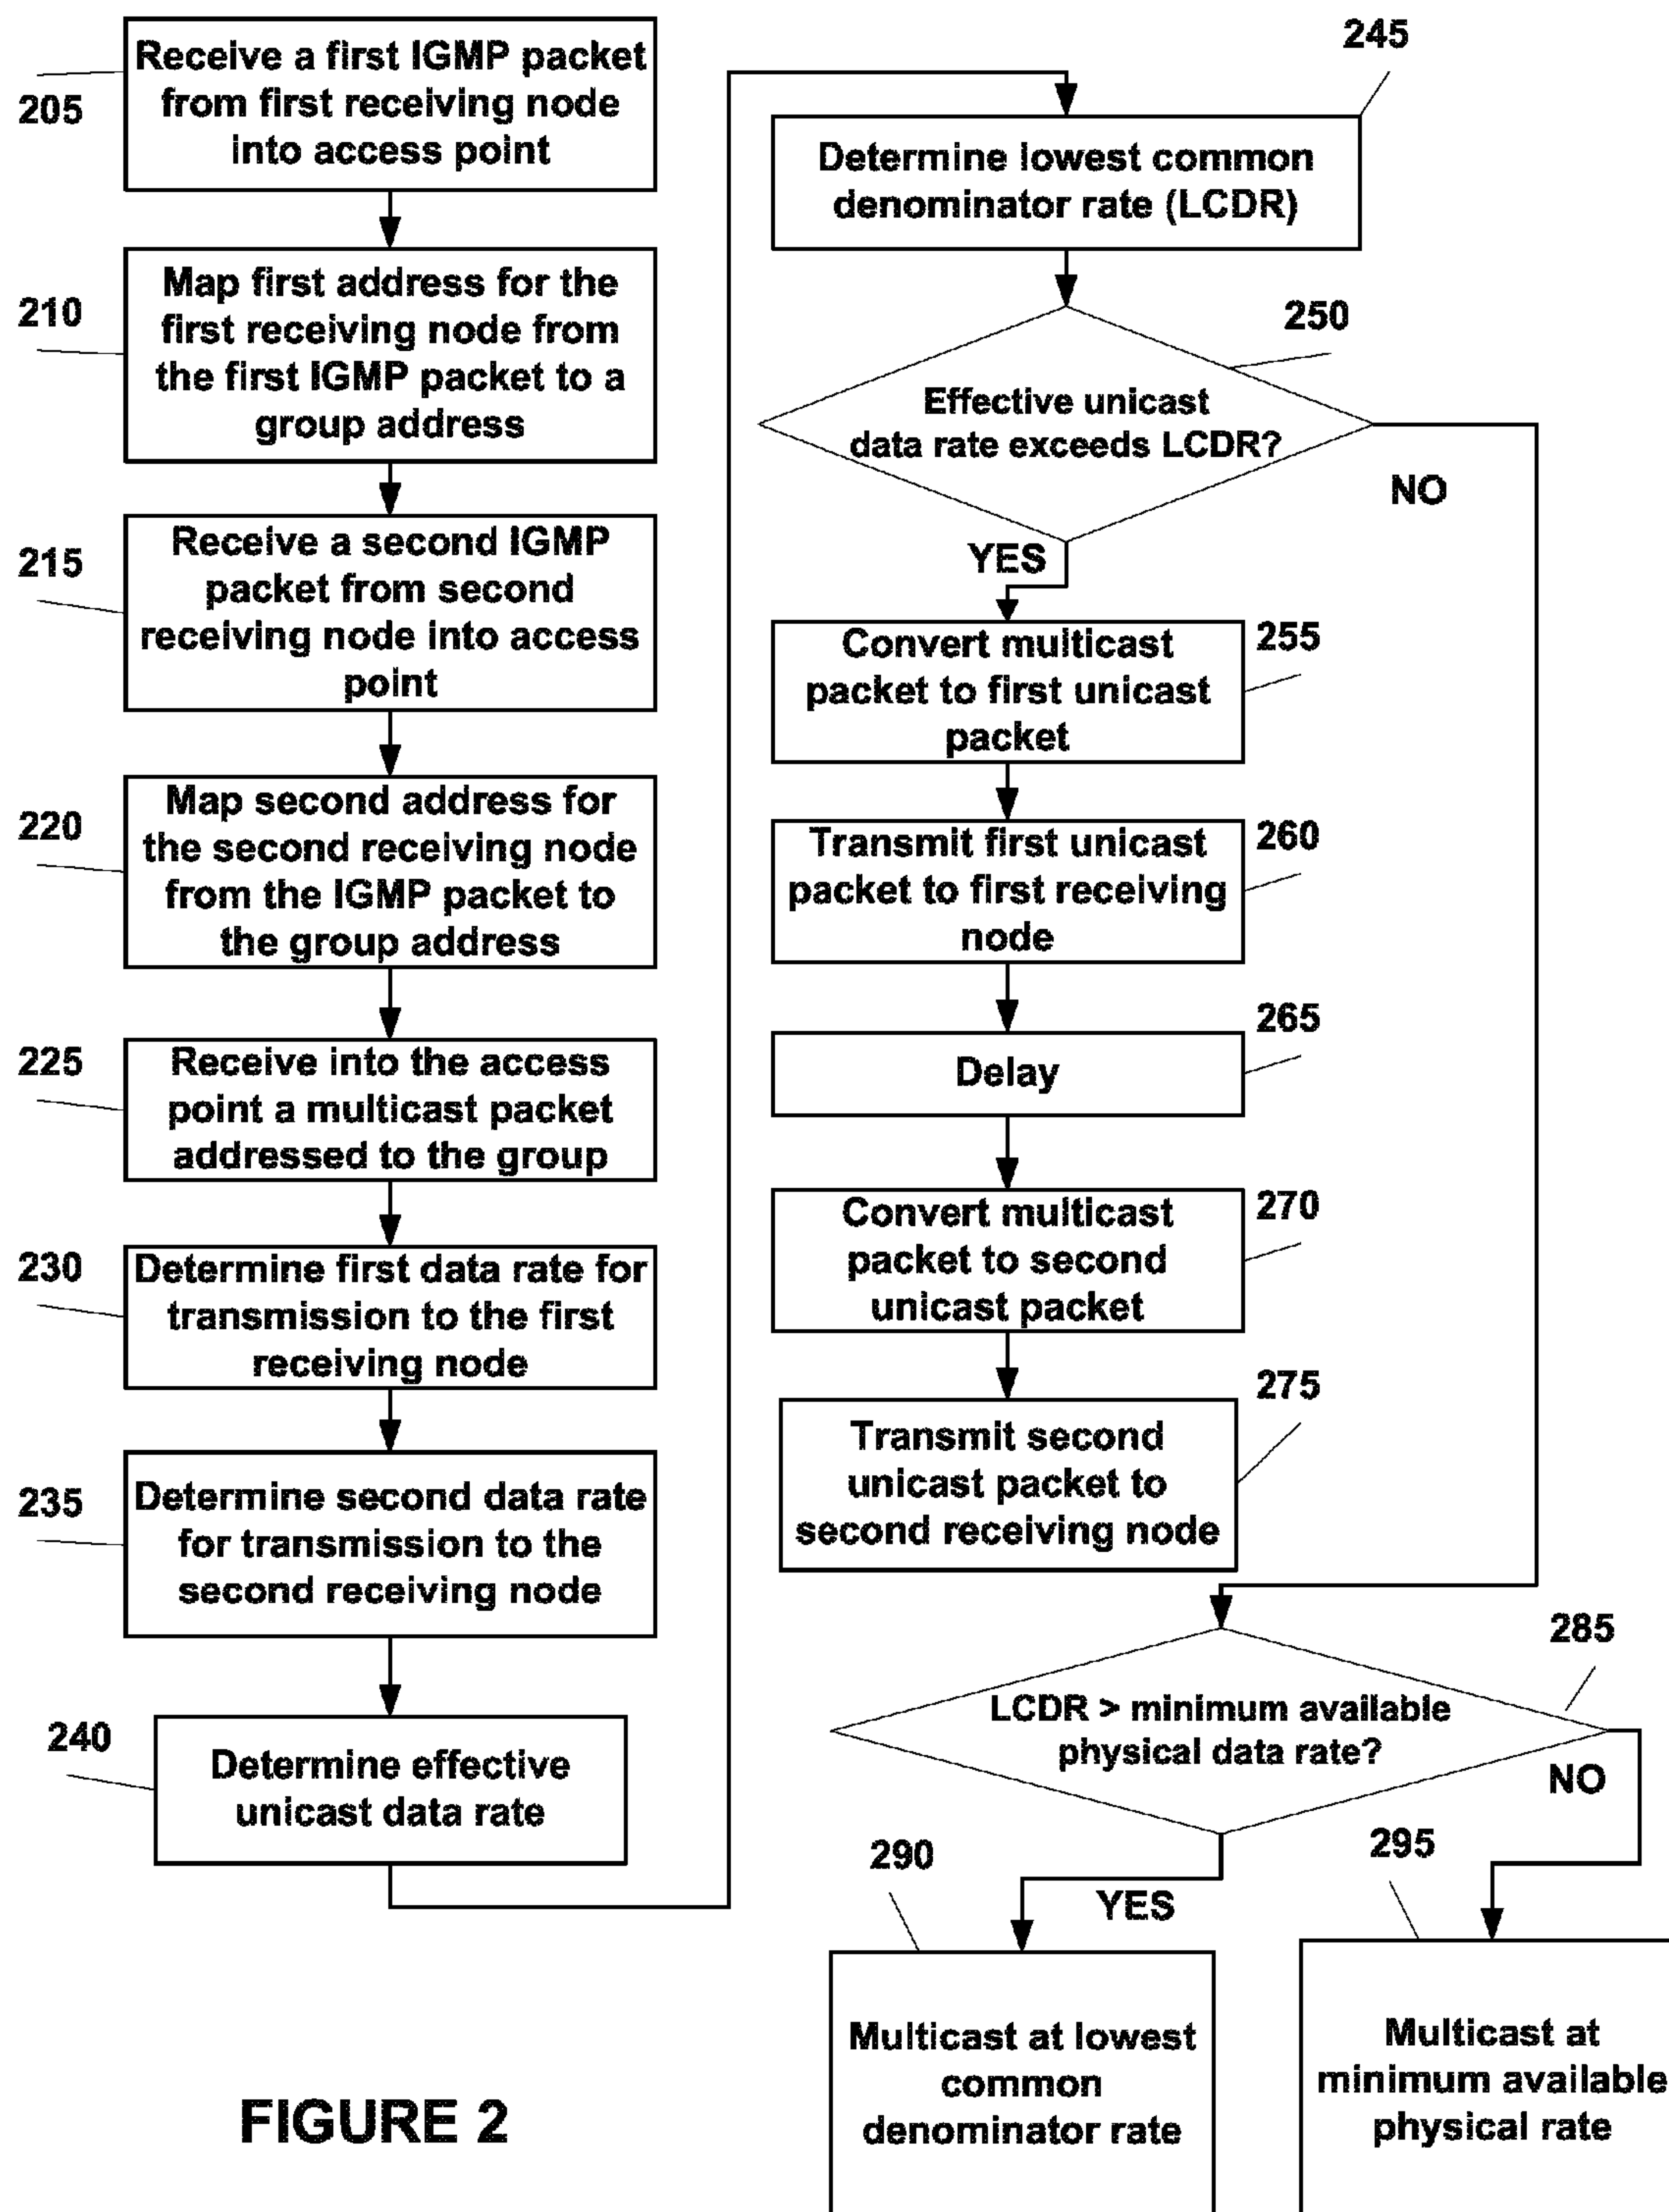 205
Receive a first IGMP packet
from first receiving node
into access point
210
Map first address for the
first receiving node from
the first IGMP packet to a
group address
215
Receive a second IGMP
packet from second
receiving node into access
point
220
Map second address for
the second receiving node
from the IGMP packet to
the group address
225
Receive into the access
point a multicast packet
addressed to the group
230
Determine first data rate for
transmission to the first
receiving node
235
Determine second data rate
for transmission to the
second receiving node
240
Determine effective
unicast data rate
245
Determine lowest common
denominator rate (LCDR)
250
Effective unicast
data rate exceeds LCDR?
NO
YES
255
Convert multicast
packet to first unicast
packet
260
Transmit first unicast
packet to first receiving
node
265
Delay
270
Convert multicast
packet to second
unicast packet
275
Transmit second
unicast packet to
second receiving node
285
LCDR > minimum available
physical data rate?
NO
YES
290
Multicast at lowest
common
denominator rate
295
Multicast at
minimum available
physical rate
FIGURE 2